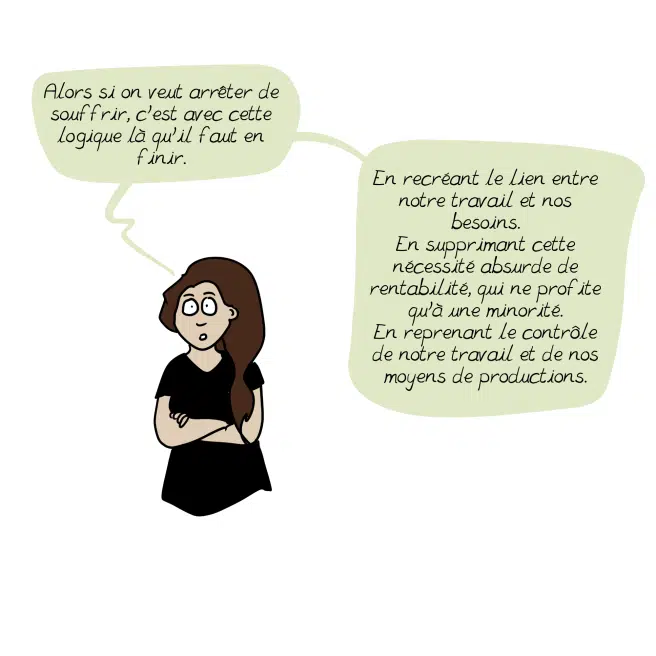 Alors si on veut arrêter de
souffrir, c'est avec cette
logique là qu'il faut en
finir.
En recréant le lien entre
notre travail et nos
besoins.
En supprimant cette
nécessité absurde de
rentabilité, qui ne profite
qu'à une minorité.
En reprenant le contrôle
de notre travail et de nos
moyens de productions.